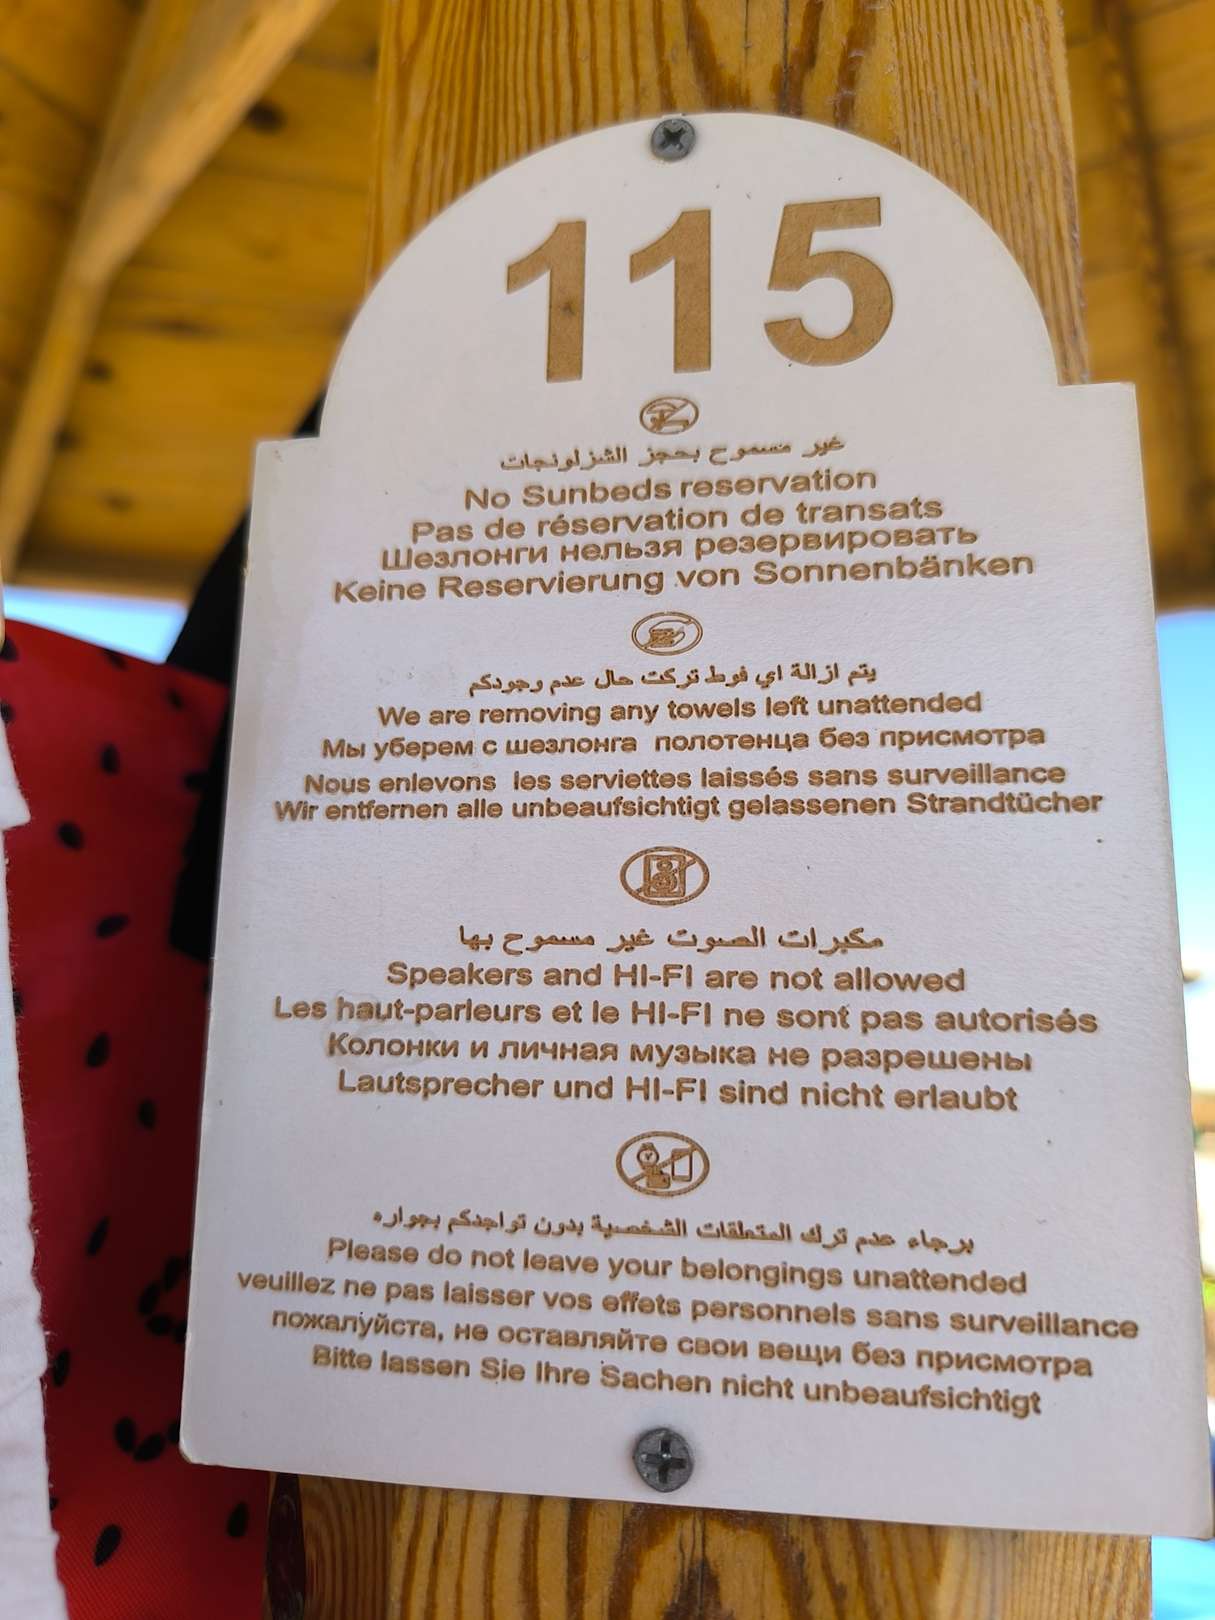 115
غير مسموح بحجز الشزلونجات
No Sunbeds reservation
Pas de réservation de transats
Шезлонги нельзя резервировать
Keine Reservierung von Sonnenbänken
يتم ازالة اي فوط تركت حال عدم وجودكم
We are removing any towels left unattended
Мы уберем с шезлонга полотенца без присмотра
Nous enlevons les serviettes laissés sans surveillance
Wir entfernen alle unbeaufsichtigt gelassenen Strandtücher
مكبرات الصوت غير مسموح بها
Speakers and HI-FI are not allowed
Les haut-parleurs et le HI-FI ne sont pas autorisés
Колонки и личная музыка не разрешены
Lautsprecher und HI-FI sind nicht erlaubt
برجاء عدم ترك المتعلقات الشخصية بدون تواجدكم بجواره
Please do not leave your belongings unattended
veuillez ne pas laisser vos effets personnels sans surveillance
пожалуйста, не оставляйте свои вещи без присмотра
Bitte lassen Sie Ihre Sachen nicht unbeaufsichtigt